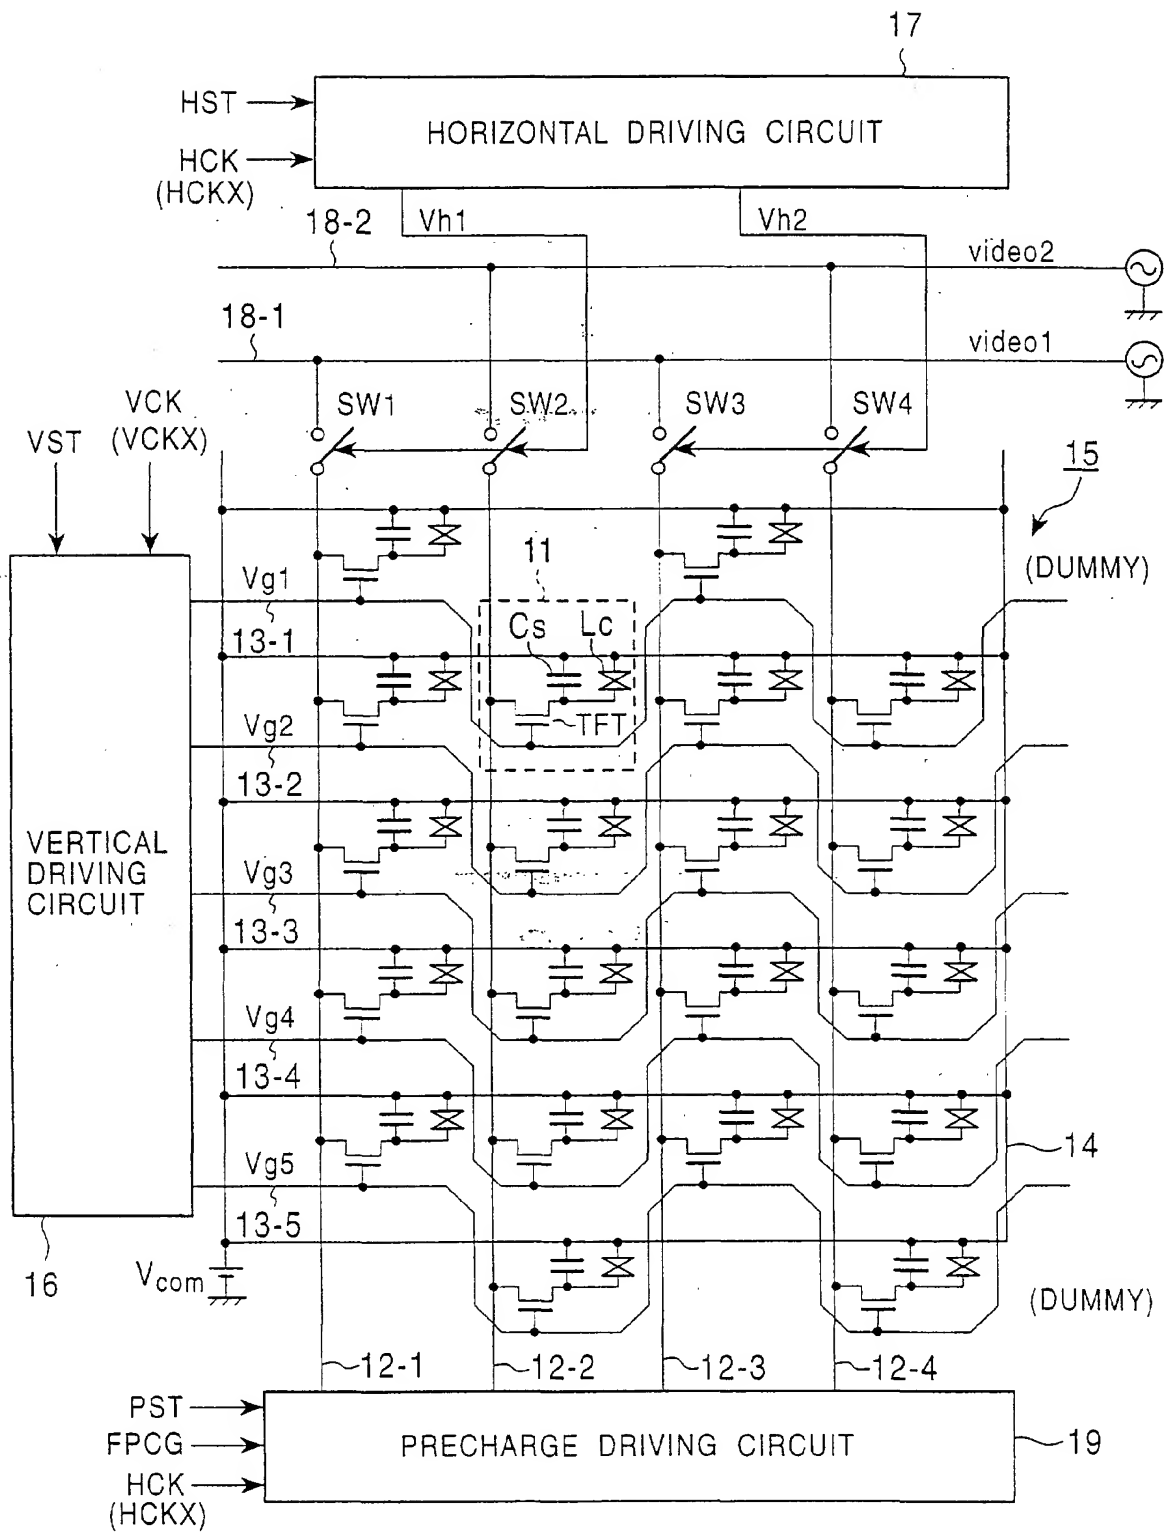 17
HST
HORIZONTAL DRIVING CIRCUIT
HCK
(HCKX)
Vh1
Vh2
18-2
video2
18-1
video1
SW1
SW2
SW3
SW4
VCK
(VCKX)
VST
15
(DUMMY)
11
Vg1
13-1
Cs
Lc
TFT
Vg2
13-2
VERTICAL
DRIVING
CIRCUIT
Vg3
13-3
Vg4
13-4
14
Vg5
13-5
16
Vcom
(DUMMY)
12-1
12-2
12-3
12-4
PST
FPCG
PRECHARGE DRIVING CIRCUIT
19
HCK
(HCKX)